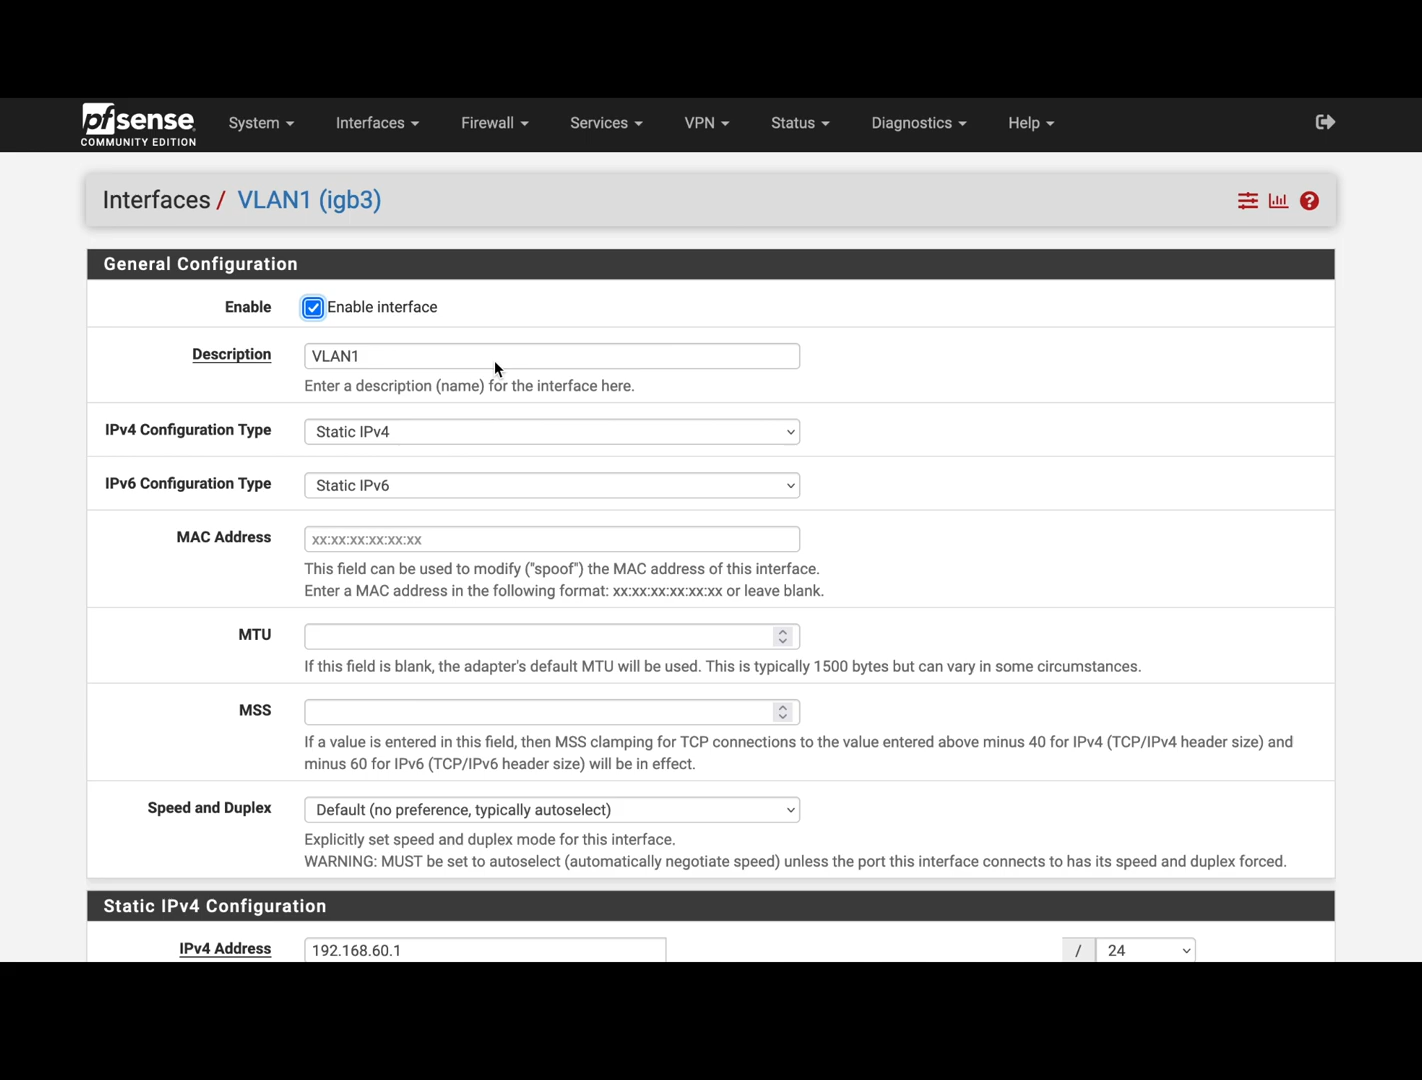 pfsense
COMMUNITY EDITION
System
Interfaces
Firewall
Services
VPN
Status
Diagnostics
Help
Interfaces / VLAN1 (igb3)
General Configuration
Enable
Enable interface
Description
VLAN1
Enter a description (name) for the interface here.
IPv4 Configuration Type
Static IPv4
IPv6 Configuration Type
Static IPv6
MAC Address
xx:xx:xx:xx:xx:xx
This field can be used to modify ("spoof") the MAC address of this interface.
Enter a MAC address in the following format: xx:xx:xx:xx:xx:xx or leave blank.
MTU
If this field is blank, the adapter's default MTU will be used. This is typically 1500 bytes but can vary in some circumstances.
MSS
If a value is entered in this field, then MSS clamping for TCP connections to the value entered above minus 40 for IPv4 (TCP/IPv4 header size) and
minus 60 for IPv6 (TCP/IPv6 header size) will be in effect.
Speed and Duplex
Default (no preference, typically autoselect)
Explicitly set speed and duplex mode for this interface.
WARNING: MUST be set to autoselect (automatically negotiate speed) unless the port this interface connects to has its speed and duplex forced.
Static IPv4 Configuration
IPv4 Address
192.168.60.1
/ 24